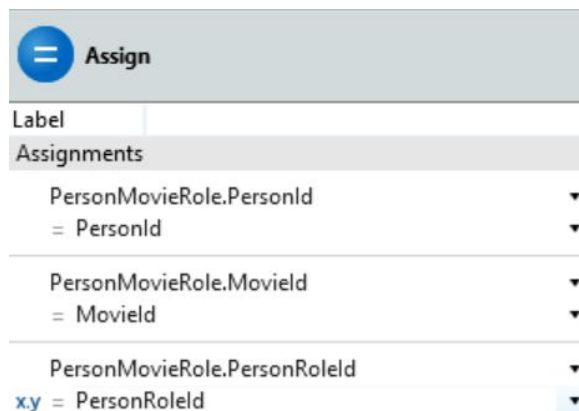 Assign
Label
Assignments
PersonMovieRole.PersonId
= PersonId
PersonMovieRole.MovieId
= MovieId
PersonMovieRole.PersonRoleId
x.y = PersonRoleId